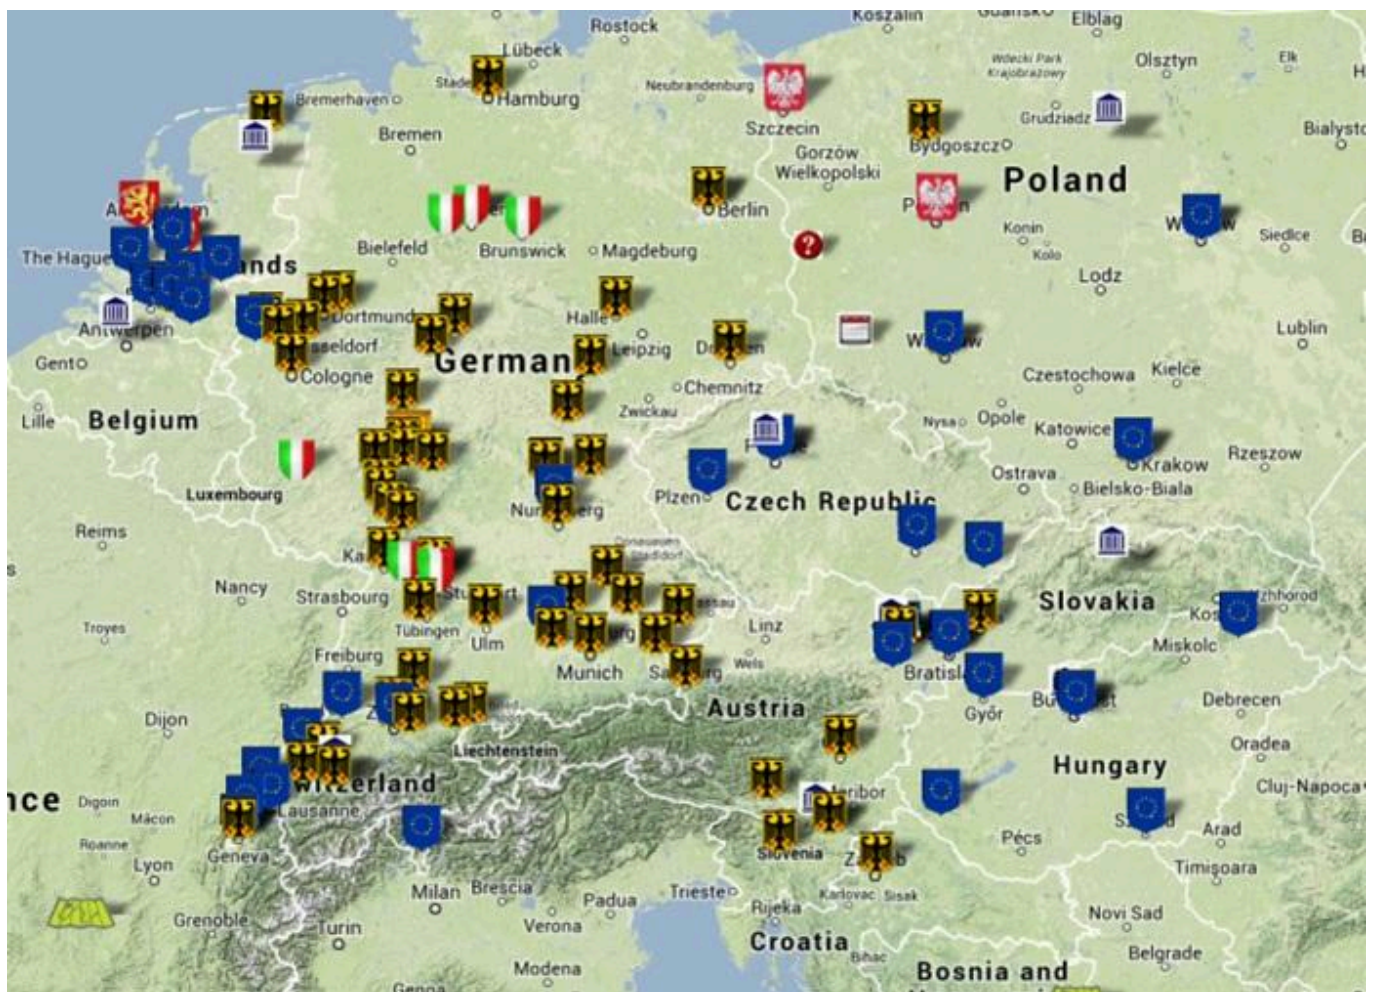 Koszalin
Elbląg
Rostock
Lübeck
Olsztyn
Elk
Wdecki Park
Krajobrazowy
Neubrandenburg
Bremerhaven
Hamburg
Grudziadz
Szczecin
Bremen
Bydgoszcz
Gorzów
Wielkopolski
Poland
Berlin
Konin
Siedlce
Bielefeld
Brunswick
Magdeburg
Kolo
The Hague
Lodz
?
Halle
Dortmund
Antwerpen
Leipzig
Lublin
German
Gent
Cologne
Chemnitz
Czestochowa
Kielce
Zwickau
Lille
Belgium
Nysa
Opole
Katowice
Krakow
Rzeszow
Ostrava
Bielsko-Biala
Luxembourg
Plzen
Czech Republic
Reims
Nancy
Strasbourg
Slovakia
Troyes
Tübingen
Ulm
Linz
Miskolc
Freiburg
Munich
Wels
Győr
Debrecen
Dijon
Austria
Liechtenstein
Oradea
Hungary
Cluj-Napoca
Digoin
Lausanne
Mâcon
Roanne
Pécs
Arad
Geneva
Slovenia
Lyon
Timişoara
Milan
Brescia
Trieste
Karlovac
Sisak
Padua
Rijeka
Grenoble
Turin
Verona
Novi Sad
Croatia
Bihac
Belgrade
Modena
Bosnia and